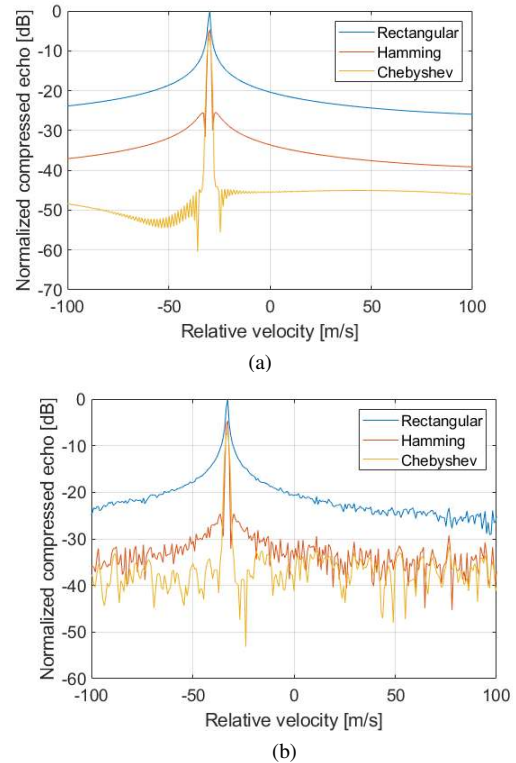 Normalized compressed echo [dB]
0
-10
-20
-30
-40
-50
-60
-70
-100
-50
0
50
100
Relative velocity [m/s]
Rectangular
Hamming
Chebyshev
(a)
Normalized compressed echo [dB]
0
-10
-20
-30
-40
-50
-60
-100
-50
0
50
100
Relative velocity [m/s]
Rectangular
Hamming
Chebyshev
(b)